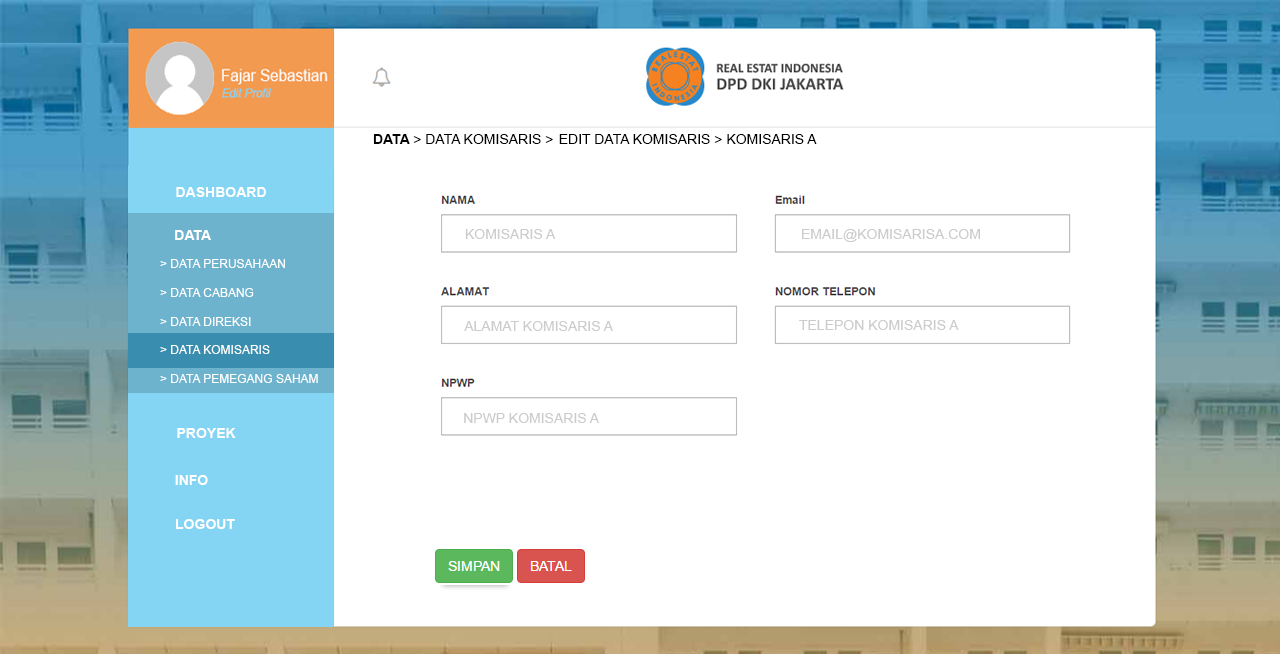 Fajar Sebastian
Edit Profil
REALESTAT
INDONESIA
REAL ESTAT INDONESIA
DPD DKI JAKARTA
DATA > DATA KOMISARIS > EDIT DATA KOMISARIS > KOMISARIS A
DASHBOARD
DATA
> DATA PERUSAHAAN
> DATA CABANG
> DATA DIREKSI
> DATA KOMISARIS
> DATA PEMEGANG SAHAM
PROYEK
INFO
LOGOUT
NAMA
KOMISARIS A
Email
EMAIL@KOMISARISA.COM
ALAMAT
ALAMAT KOMISARIS A
NOMOR TELEPON
TELEPON KOMISARIS A
NPWP
NPWP KOMISARIS A
SIMPAN
BATAL